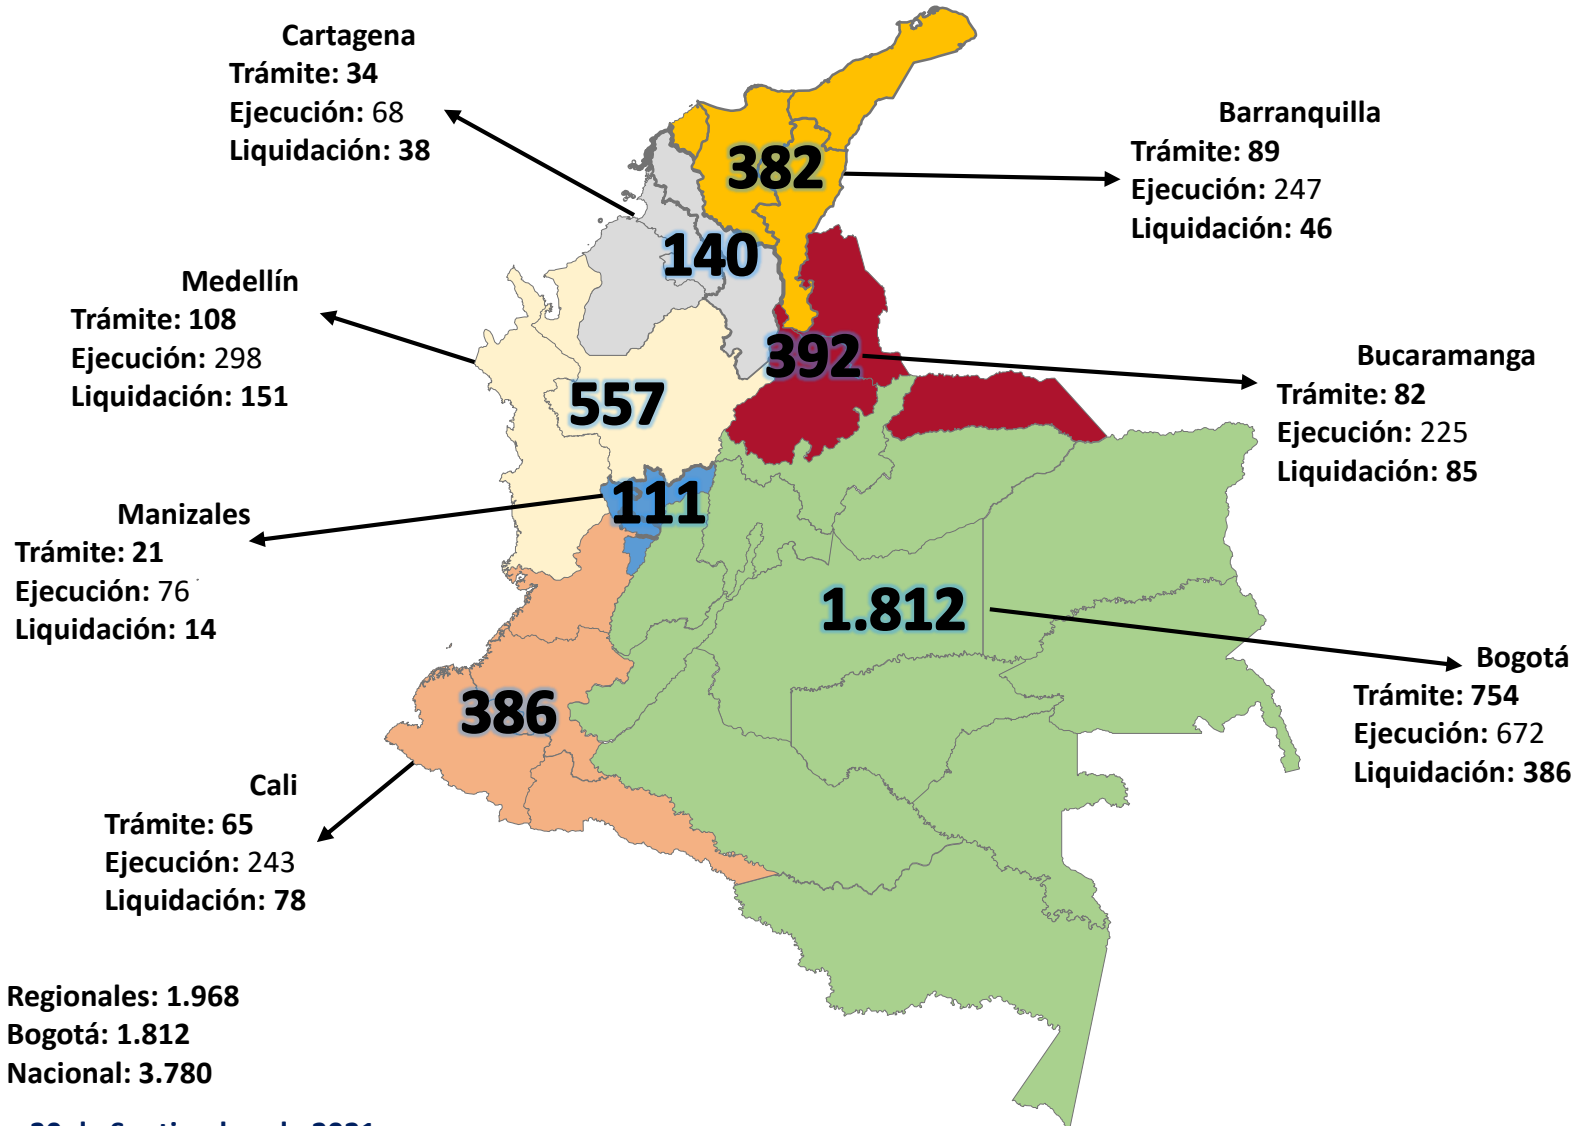 Cartagena
Trámite: 34
Ejecución: 68
Liquidación: 38
Barranquilla
Trámite: 89
Ejecución: 247
Liquidación: 46
382
140
Medellín
Trámite: 108
Ejecución: 298
Liquidación: 151
392
557
Bucaramanga
Trámite: 82
Ejecución: 225
Liquidación: 85
111
Manizales
Trámite: 21
Ejecución: 76
Liquidación: 14
1.812
386
Bogotá
Trámite: 754
Ejecución: 672
Liquidación: 386
Cali
Trámite: 65
Ejecución: 243
Liquidación: 78
Regionales: 1.968
Bogotá: 1.812
Nacional: 3.780